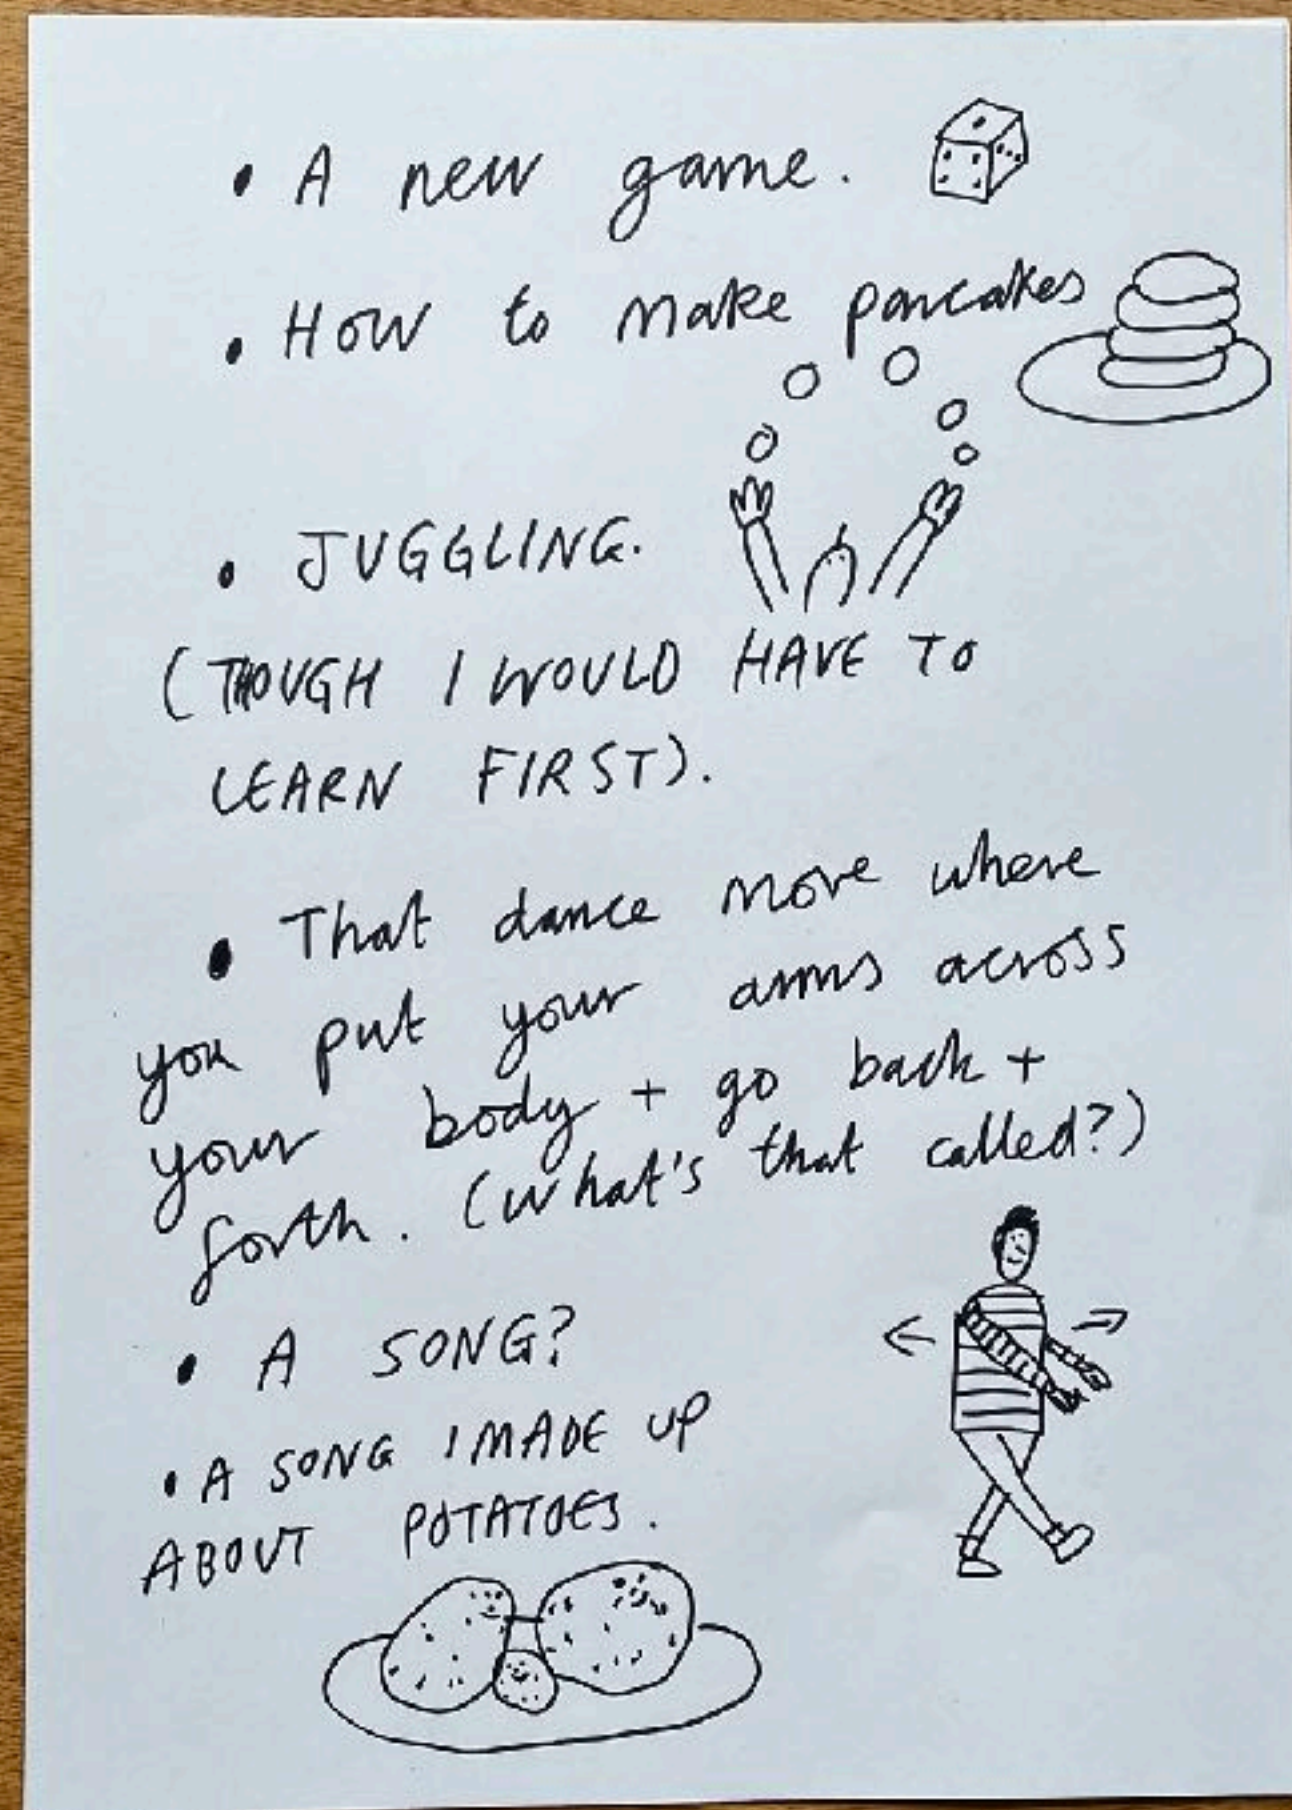 • A new game.
• How to make pancakes
• JUGGLING.
(THOUGH I WOULD HAVE TO
LEARN FIRST).
• That dance move where
you put your arms across
your body + go back +
forth. (What's that called?)
• A SONG?
• A SONG I MADE UP
ABOUT POTATOES.